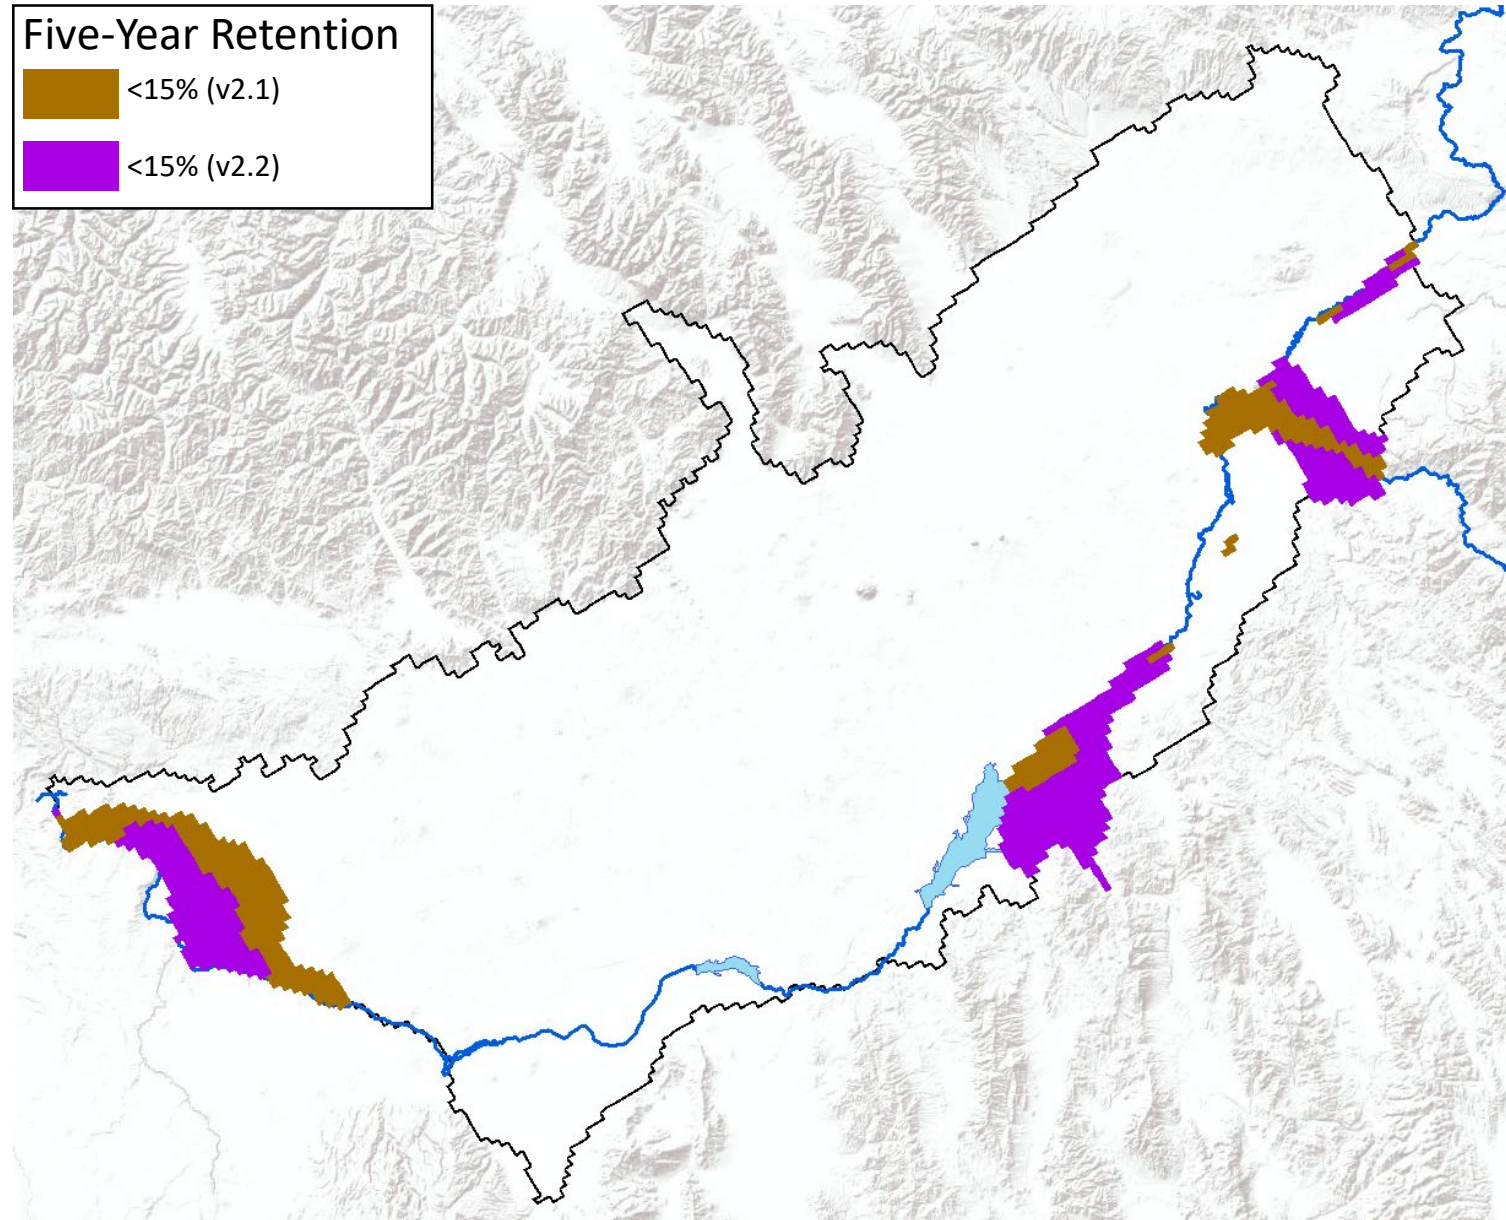 Five-Year Retention
<15% (v2.1)
<15% (v2.2)